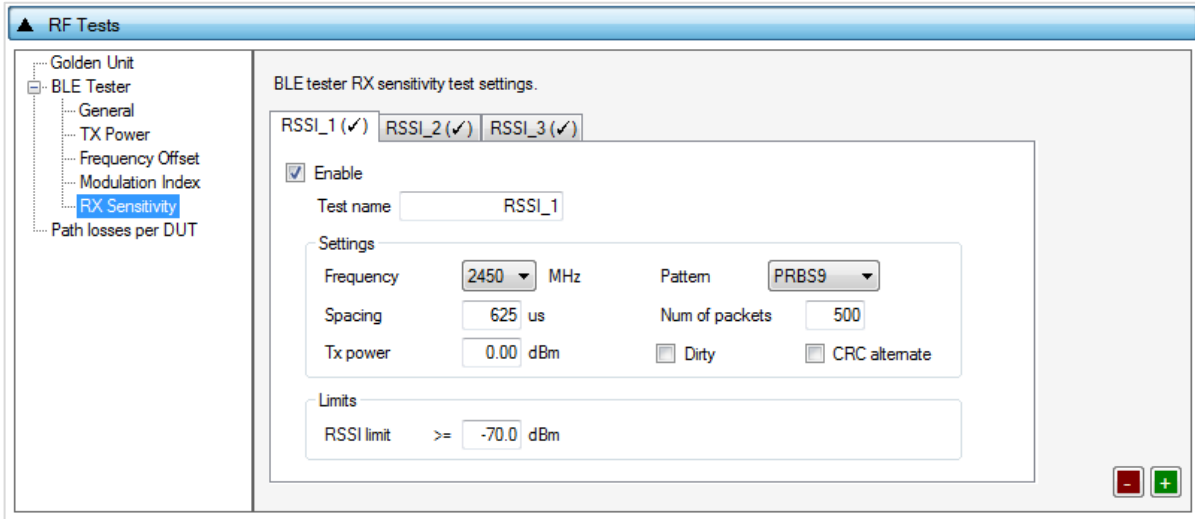 ▲ RF Tests
Golden Unit
BLE Tester
General
TX Power
Frequency Offset
Modulation Index
RX Sensitivity
Path losses per DUT
BLE tester RX sensitivity test settings.
RSSI_1 (✓) RSSI_2 (✓) RSSI_3 (✓)
Enable
Test name RSSI_1
Settings
Frequency 2450 MHz Pattern PRBS9
Spacing 625 us Num of packets 500
Tx power 0.00 dBm Dirty CRC alternate
Limits
RSSI limit >= -70.0 dBm
- +